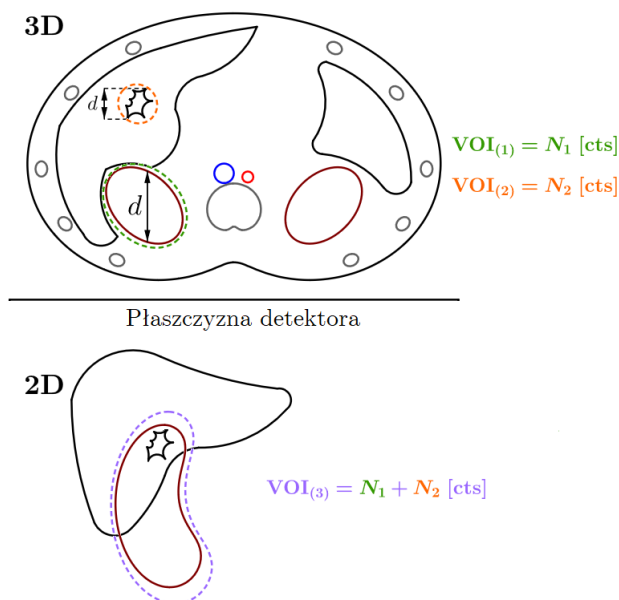 3D
d
d
VOI(1) = N1 [cts]
VOI(2) = N2 [cts]
Płaszczyzna detektora
2D
d
VOI(3) = N1 + N2 [cts]